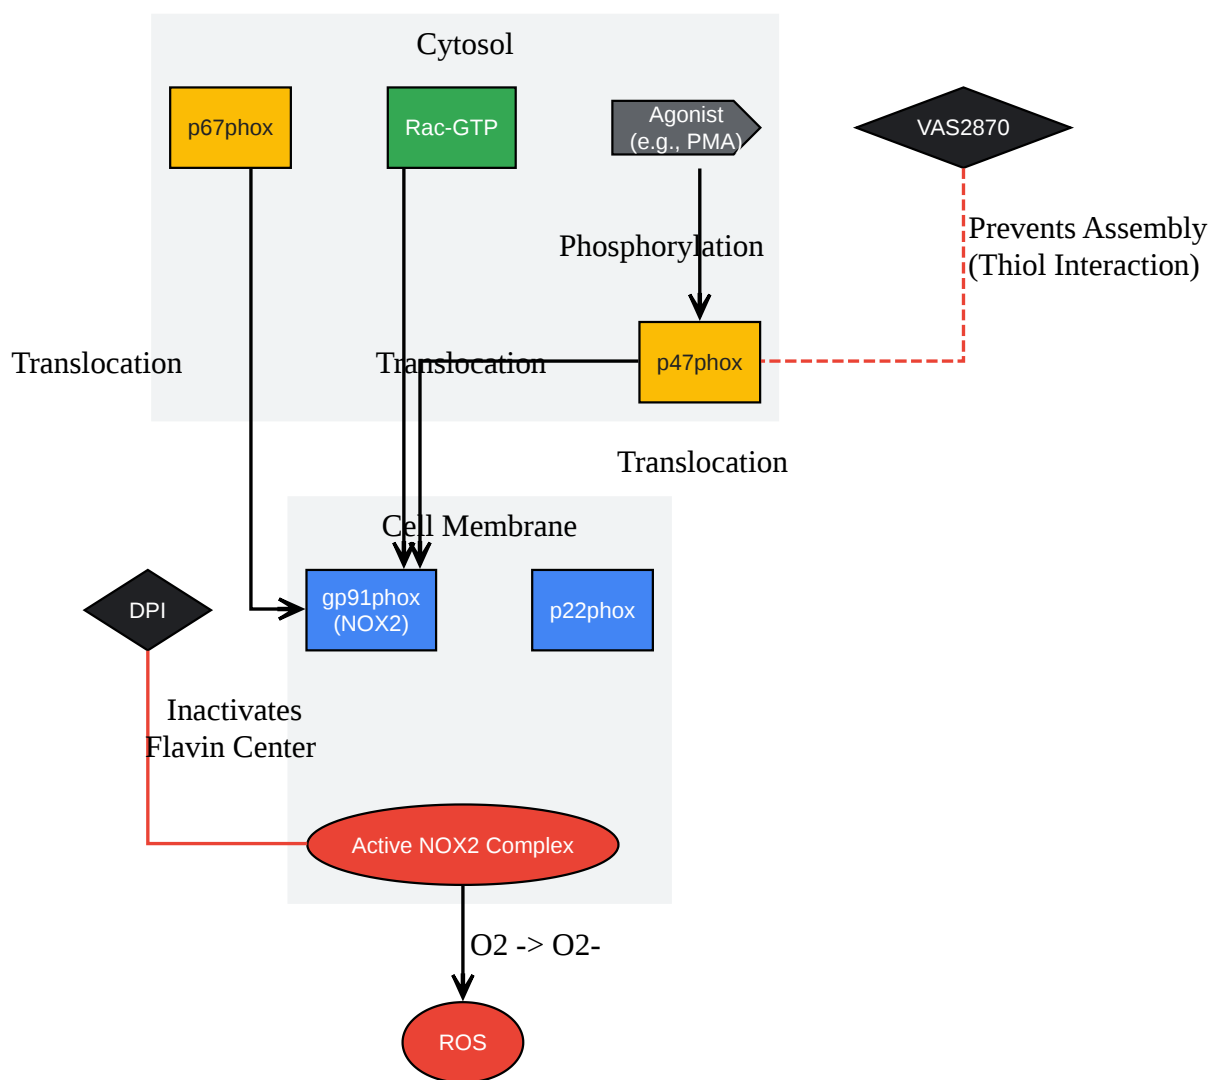 Cytosol
p67phox
Rac-GTP
Agonist
(e.g., PMA)
VAS2870
Phosphorylation
Prevents Assembly
(Thiol Interaction)
Translocation
Translocation
p47phox
Translocation
Cell Membrane
DPI
gp91phox
(NOX2)
p22phox
Inactivates
Flavin Center
Active NOX2 Complex
O2 -> O2-
ROS